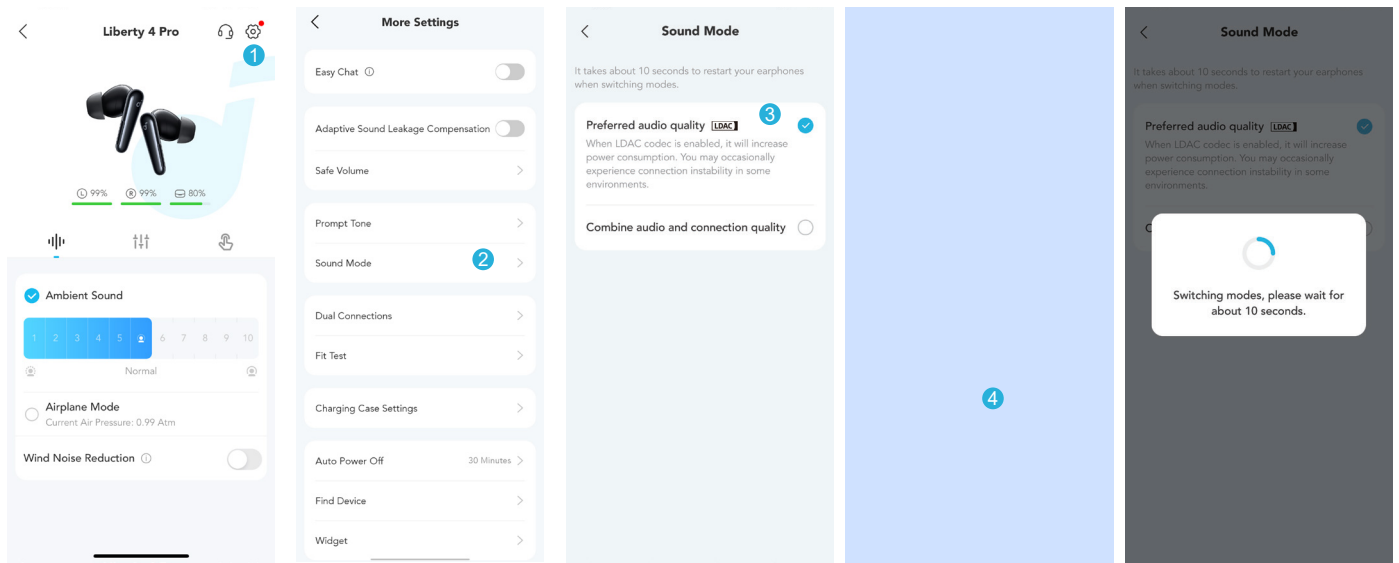 Liberty 4 Pro
1
L 99% R 99% 80%
Ambient Sound
1 2 3 4 5 6 7 8 9 10
Normal
Airplane Mode
Current Air Pressure: 0.99 Atm
Wind Noise Reduction
More Settings
Easy Chat
Adaptive Sound Leakage Compensation
Safe Volume
Prompt Tone
Sound Mode 2
Dual Connections
Fit Test
Charging Case Settings
Auto Power Off 30 Minutes
Find Device
Widget
Sound Mode
It takes about 10 seconds to restart your earphones
when switching modes.
3
Preferred audio quality LDAC
When LDAC codec is enabled, it will increase
power consumption. You may occasionally
experience connection instability in some
environments.
Combine audio and connection quality
4
Sound Mode
It takes about 10 seconds to restart your earphones
when switching modes.
Preferred audio quality LDAC
When LDAC codec is enabled, it will increase
power consumption. You may occasionally
experience connection instability in some
environments.
C
Switching modes, please wait for
about 10 seconds.